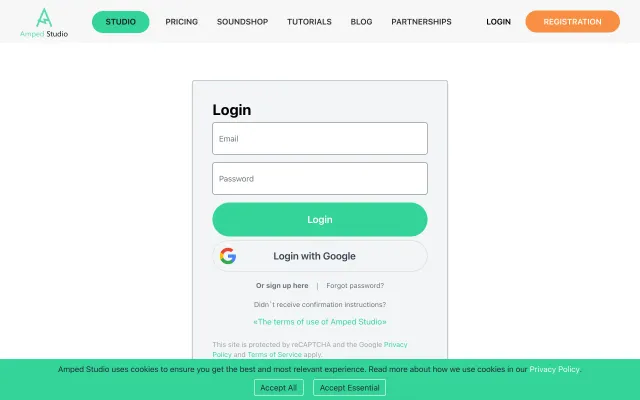 Amped Studio
STUDIO
PRICING
SOUNDSHOP
TUTORIALS
BLOG
PARTNERSHIPS
LOGIN
REGISTRATION
Login
Email
Password
Login
Login with Google
Or sign up here | Forgot password?
Didn`t receive confirmation instructions?
«The terms of use of Amped Studio»
This site is protected by reCAPTCHA and the Google Privacy
Policy and Terms of Service apply.
Amped Studio uses cookies to ensure you get the best and most relevant experience. Read more about how we use cookies in our Privacy Policy
Accept All
Accept Essential